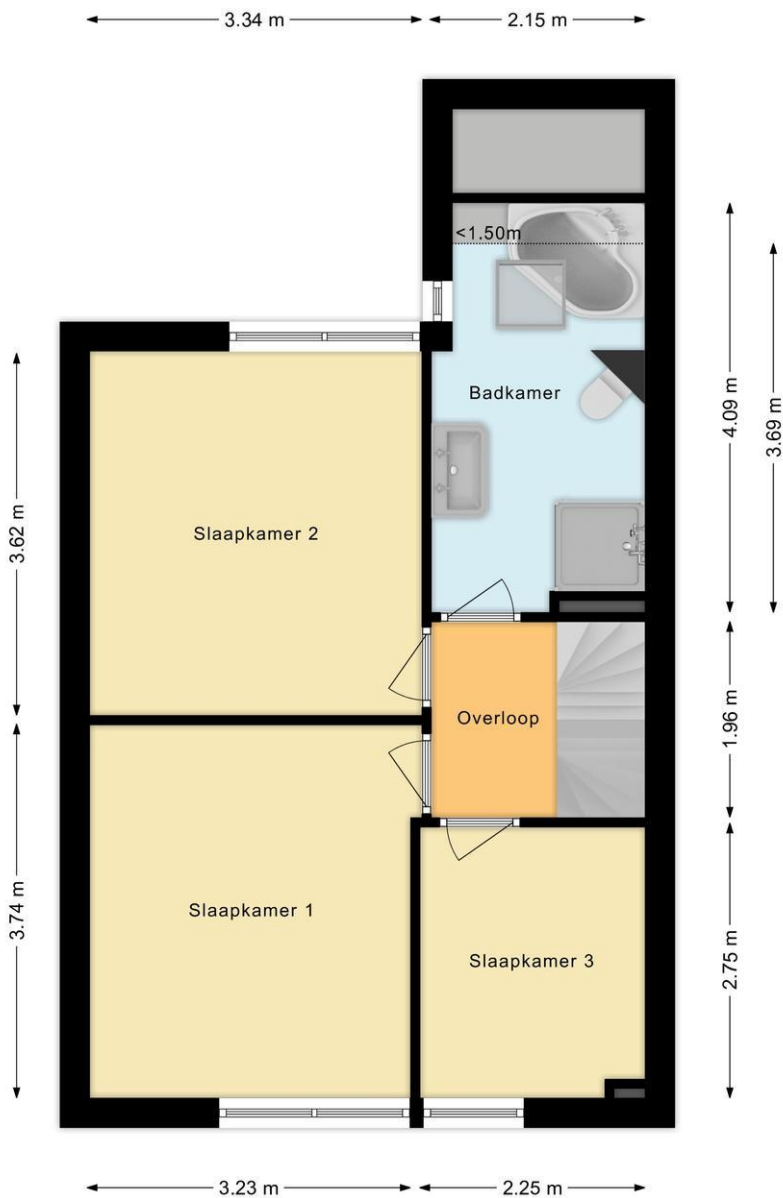 3.34 m
2.15 m
<1.50m
Badkamer
4.09 m
3.69 m
3.62 m
Slaapkamer 2
Overloop
1.96 m
3.74 m
Slaapkamer 1
Slaapkamer 3
2.75 m
3.23 m
2.25 m